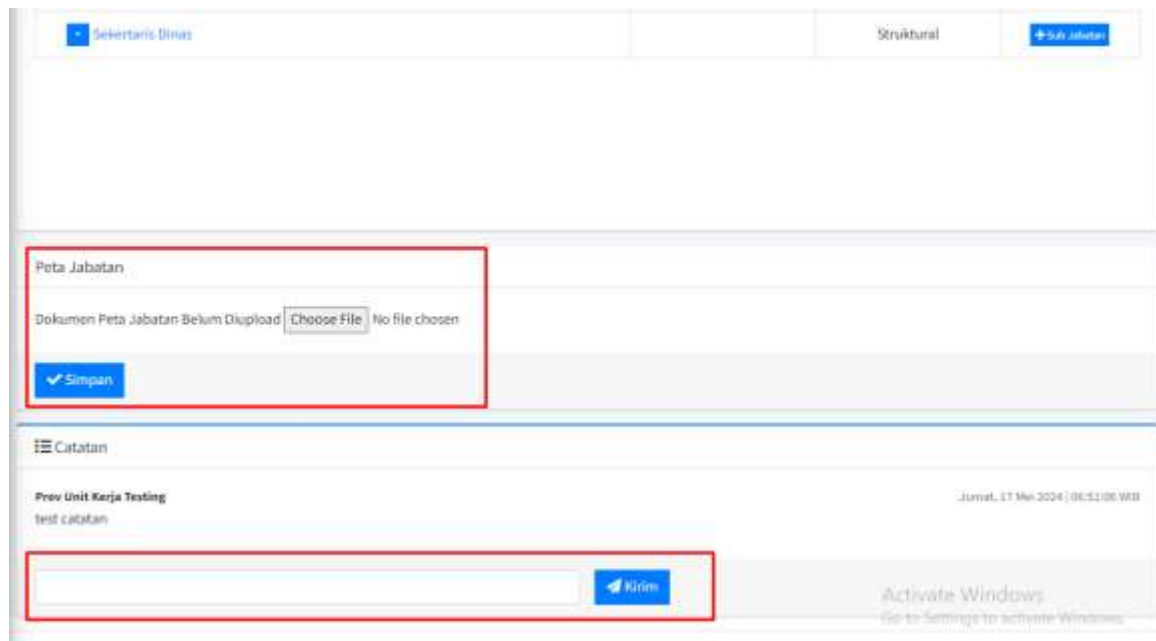 Sekertaris Dinas Struktural Sub Jabatan
Peta Jabatan
Dokumen Peta Jabatan Belum Diupload Choose File No file chosen
Simpan
Catatan
Prov Unit Kerja Testing Jumat, 17 Mei 2024 | 06:52:06 WIB
test catatan
Kirim
Activate Windows
Go to Settings to activate Windows.